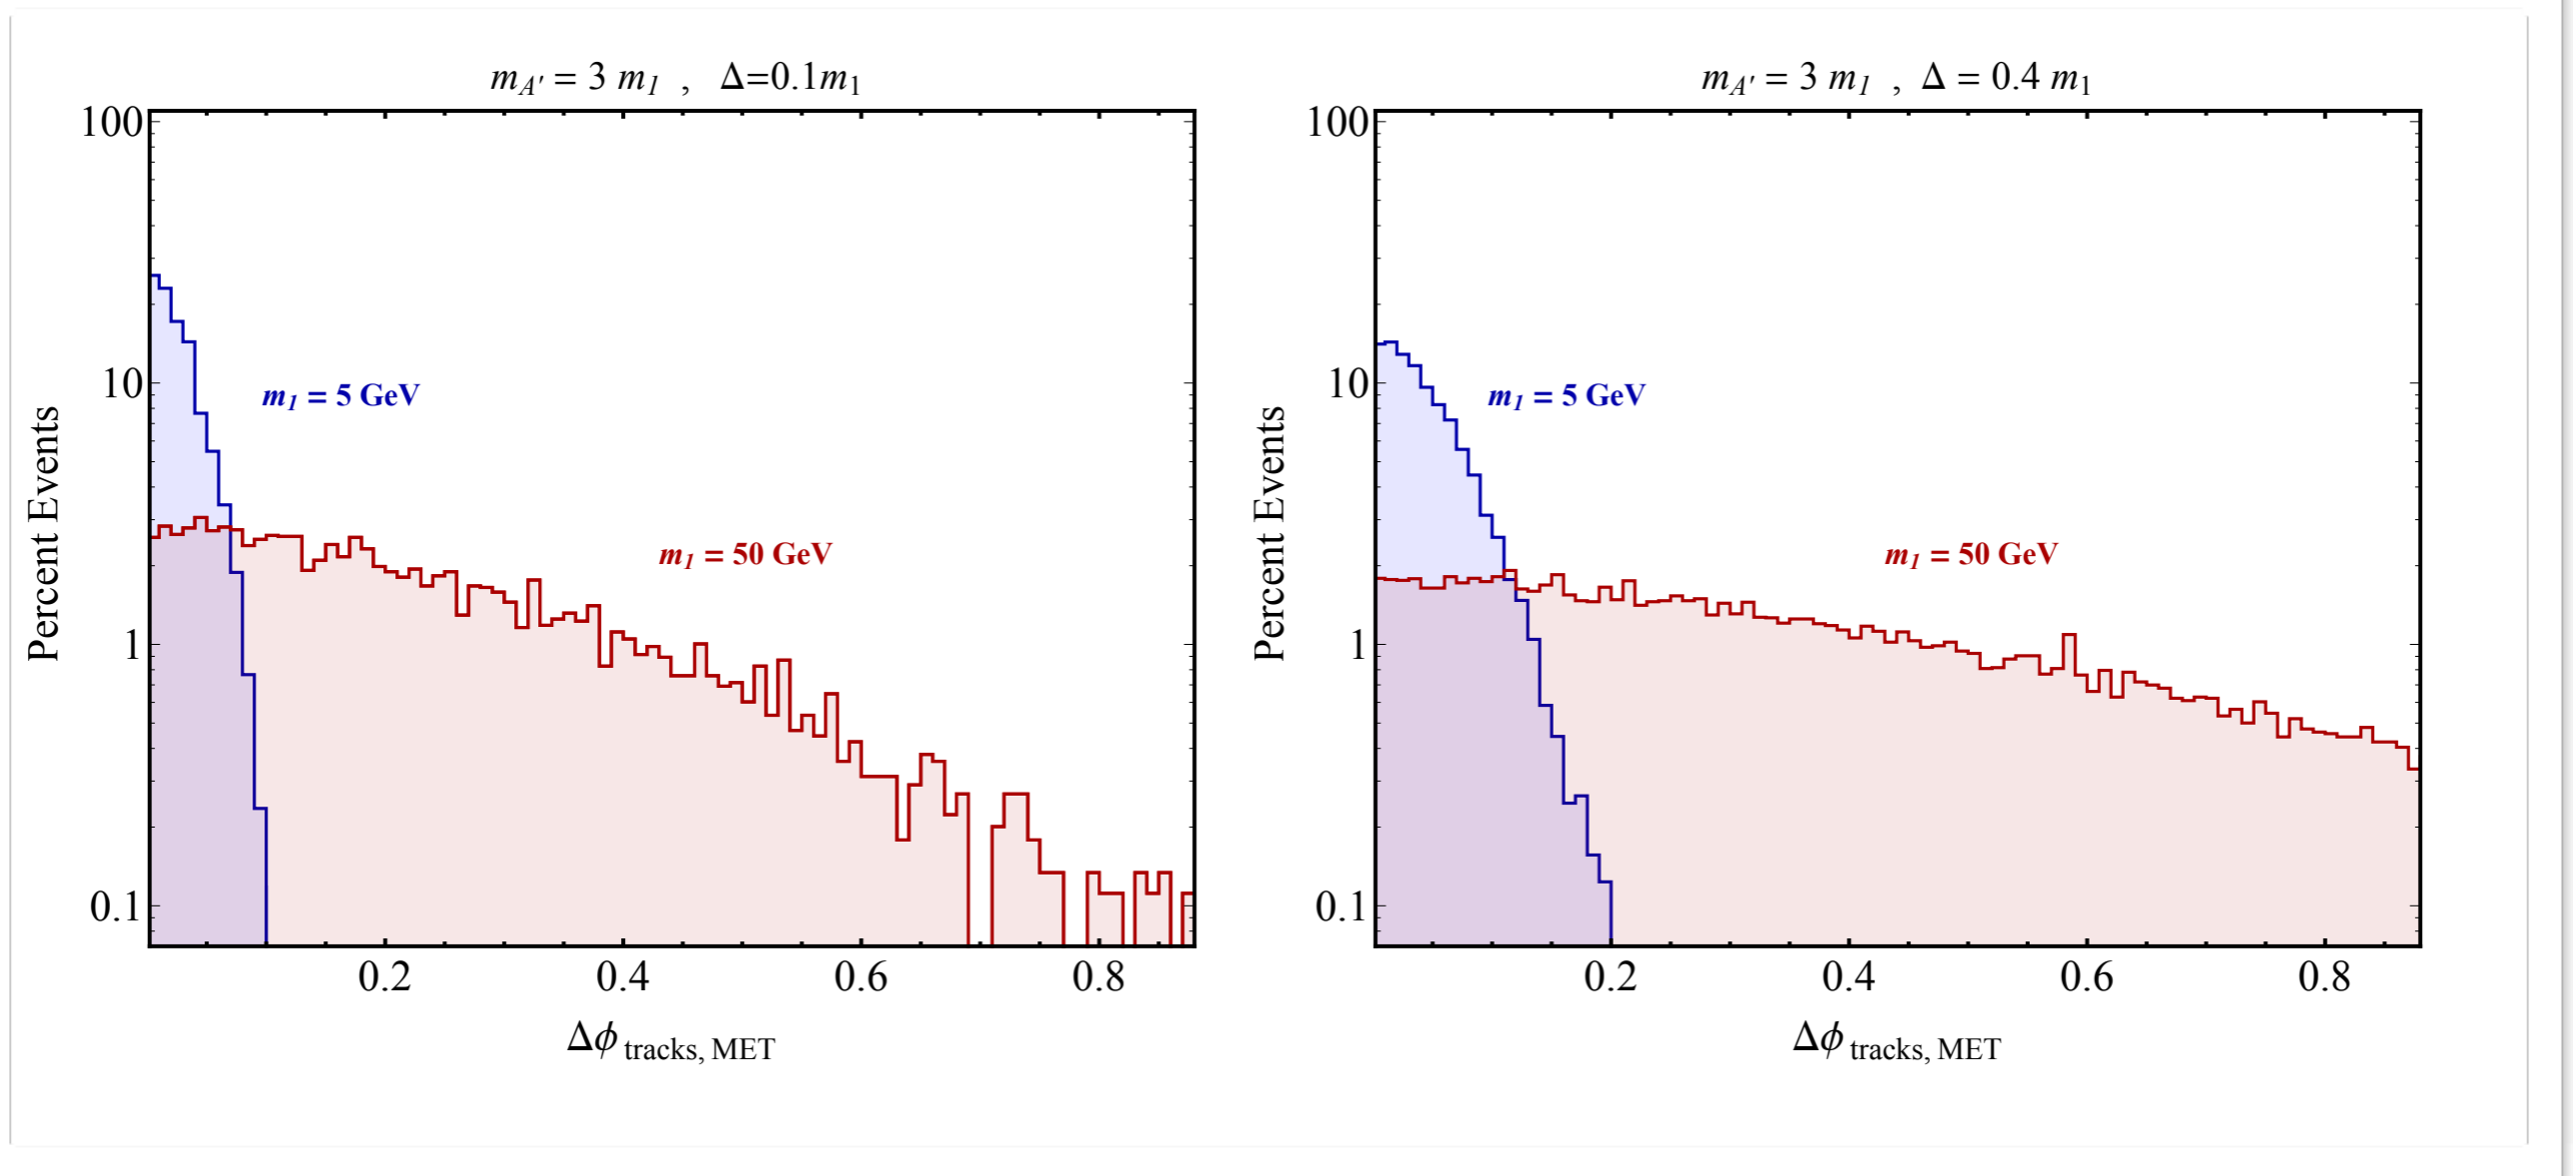 m_A' = 3 m_1 , Δ=0.1m_1
100
10
1
0.1
Percent Events
m_1 = 5 GeV
m_1 = 50 GeV
0.2 0.4 0.6 0.8
Δϕ tracks, MET
m_A' = 3 m_1 , Δ = 0.4 m_1
100
10
1
0.1
Percent Events
m_1 = 5 GeV
m_1 = 50 GeV
0.2 0.4 0.6 0.8
Δϕ tracks, MET